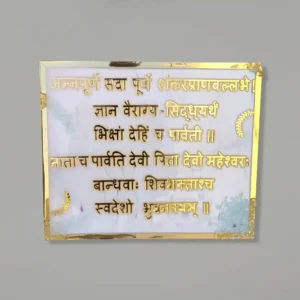 अन्नपूर्णे सदा पूर्णे शंकरप्राणवल्लभे।
ज्ञान वैराग्य-सिद्धयर्थं
भिक्षां देहिं च पार्वती ॥
माता च पार्वति देवी पिता देवो महेश्वरः
बान्धवाः शिवभक्ताश्च
स्वदेशो भुवनत्रयम् ॥